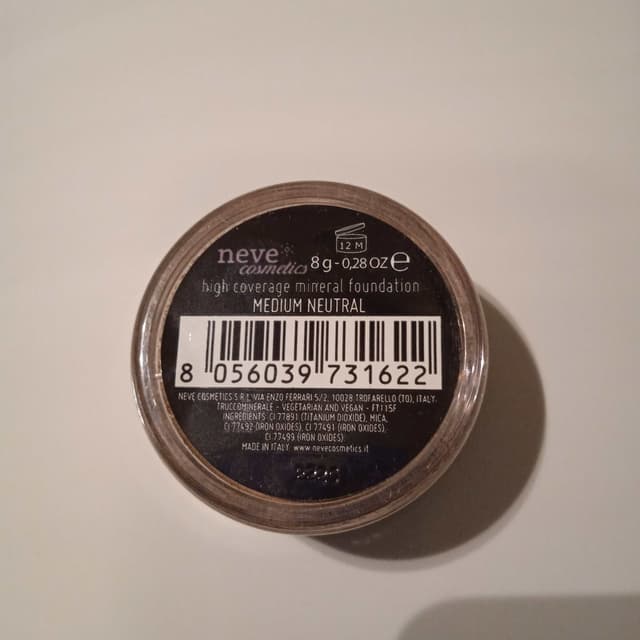 12 M
neve
cosmetics
8 g - 0,28 OZ e
high coverage mineral foundation
MEDIUM NEUTRAL
8 056039 731622
NEVE COSMETICS S.R.L. VIA ENZO FERRARI 5/2, 10028 TROFARELLO (TO), ITALY.
TRUCCOMINERALE - VEGETARIAN AND VEGAN - FT115F
INGREDIENTS: CI 77891 (TITANIUM DIOXIDE), MICA,
CI 77492 (IRON OXIDES), CI 77491 (IRON OXIDES),
CI 77499 (IRON OXIDES)
MADE IN ITALY. www.nevecosmetics.it